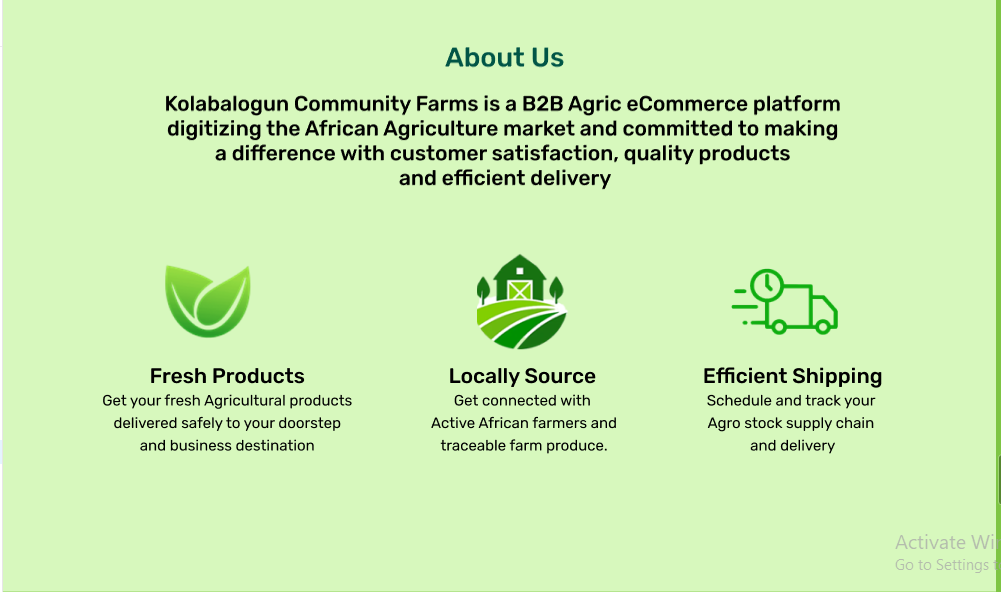 About Us
Kolabalogun Community Farms is a B2B Agric eCommerce platform
digitizing the African Agriculture market and committed to making
a difference with customer satisfaction, quality products
and efficient delivery
Fresh Products
Get your fresh Agricultural products
delivered safely to your doorstep
and business destination
Locally Source
Get connected with
Active African farmers and
traceable farm produce.
Efficient Shipping
Schedule and track your
Agro stock supply chain
and delivery
Activate Wi
Go to Settings t